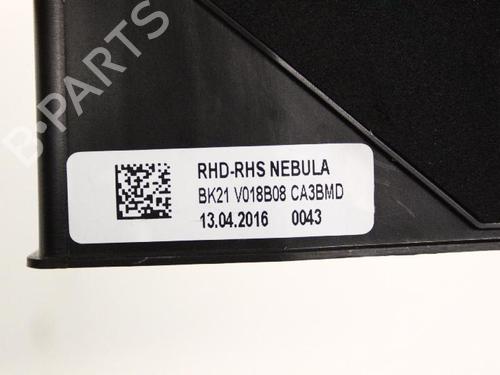 B-PARTS
RHD-RHS NEBULA
BK21 V018B08 CA3BMD
13.04.2016 0043